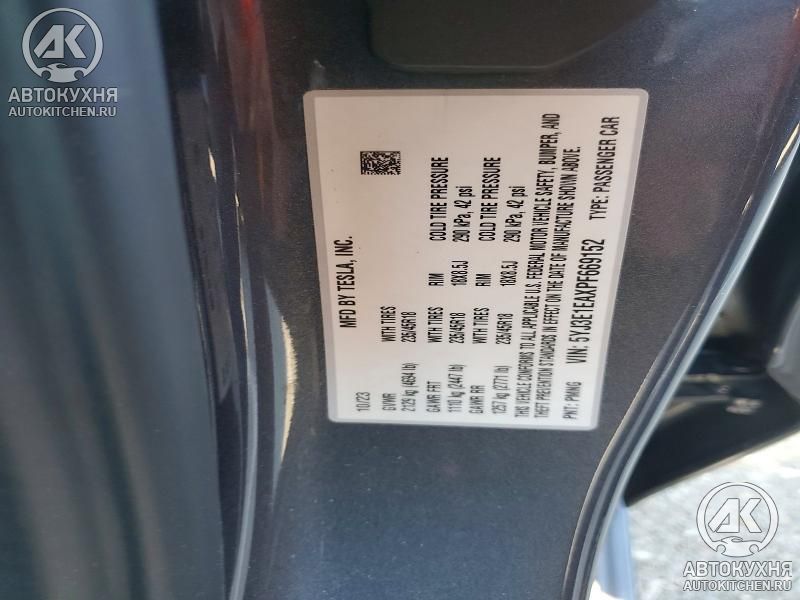 AK
АВТОКУХНЯ
AUTOKITCHEN.RU
MFD BY TESLA, INC.
10/23
GVWR WITH TIRES RIM COLD TIRE PRESSURE
2129 kg (4694 lb) 235/45R18 18X8.5J 290 kPa, 42 psi
GAWR FRT WITH TIRES RIM COLD TIRE PRESSURE
1110 kg (2447 lb) 235/45R18 18X8.5J 290 kPa, 42 psi
GAWR RR WITH TIRES
1257 kg (2771 lb) 235/45R18
THIS VEHICLE CONFORMS TO ALL APPLICABLE U.S. FEDERAL MOTOR VEHICLE SAFETY, BUMPER, AND
THEFT PREVENTION STANDARDS IN EFFECT ON THE DATE OF MANUFACTURE SHOWN ABOVE.
VIN: 5YJ3E1EAXPF669152
PNT: PMNG TYPE: PASSENGER CAR
AK
АВТОКУХНЯ
AUTOKITCHEN.RU